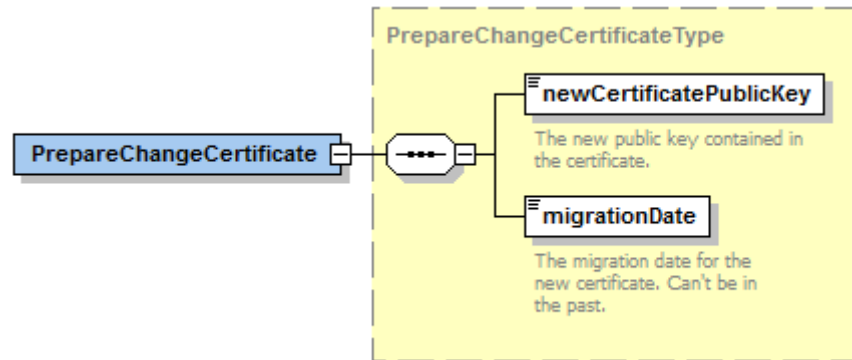 PrepareChangeCertificateType
newCertificatePublicKey
The new public key contained in
the certificate.
PrepareChangeCertificate
migrationDate
The migration date for the
new certificate. Can't be in
the past.